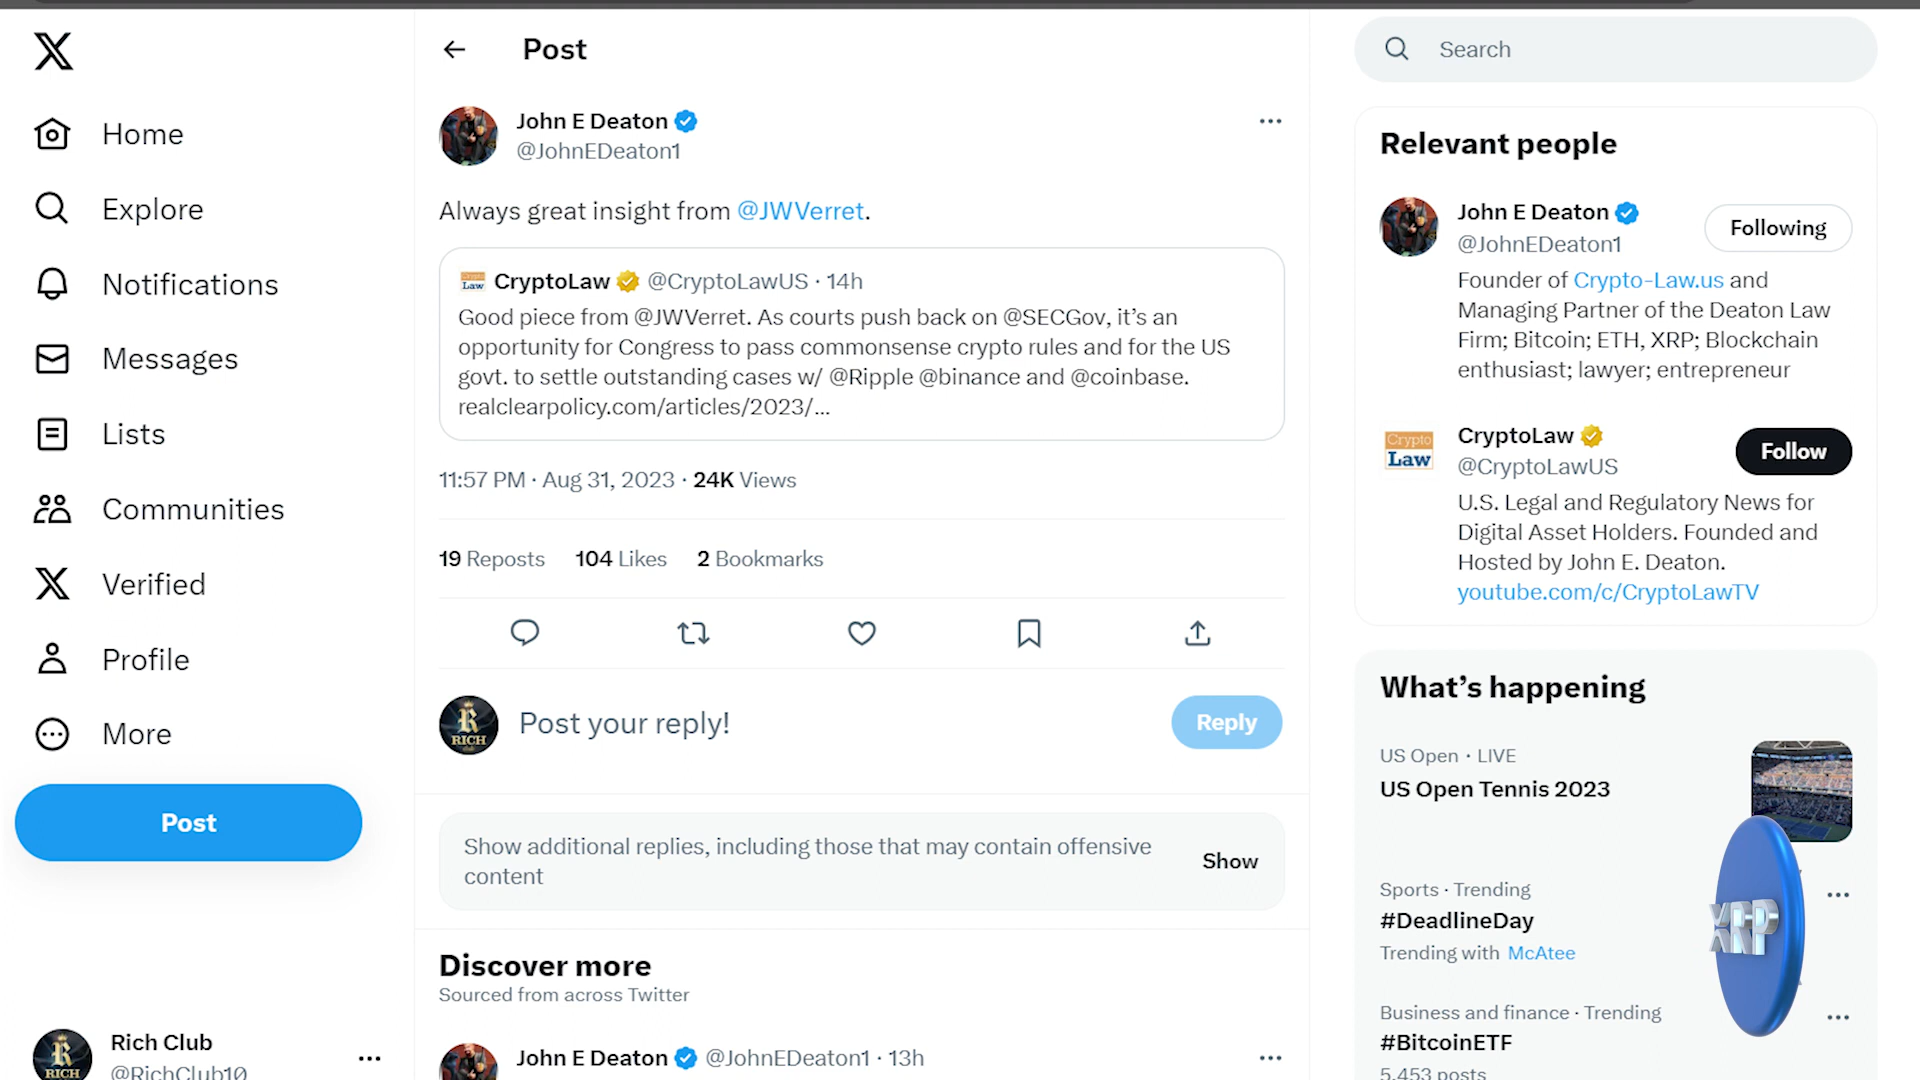 Home
Explore
Notifications
Messages
Lists
Communities
Verified
Profile
More
Post
Rich Club
@RichClub10
Post
John E Deaton
@JohnEDeaton1
Always great insight from @JWVerret.
CryptoLaw @CryptoLawUS · 14h
Good piece from @JWVerret. As courts push back on @SECGov, it’s an
opportunity for Congress to pass commonsense crypto rules and for the US
govt. to settle outstanding cases w/ @Ripple @binance and @coinbase.
realclearpolicy.com/articles/2023/...
11:57 PM · Aug 31, 2023 · 24K Views
19 Reposts 104 Likes 2 Bookmarks
RICH
Post your reply!
Reply
Show additional replies, including those that may contain offensive
content
Show
Discover more
Sourced from across Twitter
John E Deaton @JohnEDeaton1 · 13h
Search
Relevant people
John E Deaton
@JohnEDeaton1
Following
Founder of Crypto-Law.us and
Managing Partner of the Deaton Law
Firm; Bitcoin; ETH, XRP; Blockchain
enthusiast; lawyer; entrepreneur
Crypto
Law
CryptoLaw
@CryptoLawUS
Follow
U.S. Legal and Regulatory News for
Digital Asset Holders. Founded and
Hosted by John E. Deaton.
youtube.com/c/CryptoLawTV
What’s happening
US Open · LIVE
US Open Tennis 2023
Sports · Trending
#DeadlineDay
Trending with McAtee
XRP
Business and finance · Trending
#BitcoinETF
5,453 posts